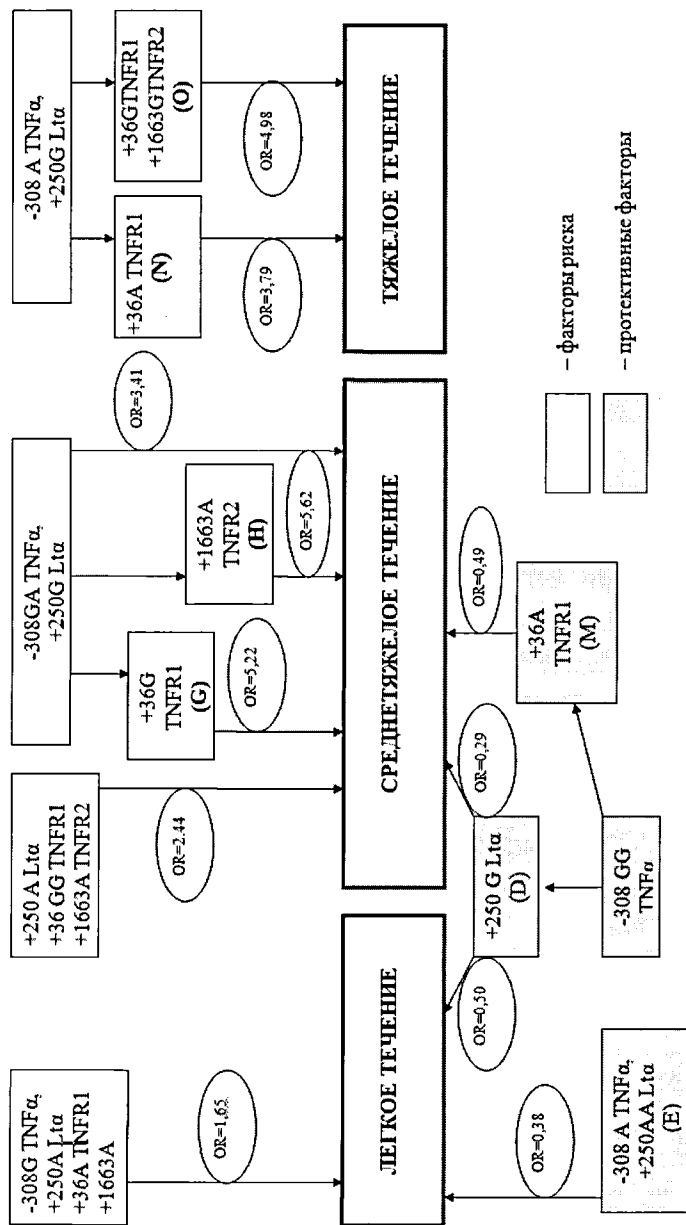 -308G TNFα,
+250A Ltα
+36A TNFR1
+1663A
+250 A Ltα
+36 GG TNFR1
+1663A TNFR2
-308GA TNFα,
+250G Ltα
-308 A TNFα,
+250G Ltα
+36G
TNFR1
(G)
+1663A
TNFR2
(H)
+36A TNFR1
(N)
+36GTNFR1
+1663GTNFR2
(O)
OR=1,65
OR=2.44
OR=5,22
OR=5,62
OR=3,41
OR=3,79
OR=4,98
ЛЕГКОЕ ТЕЧЕНИЕ
СРЕДНЕТЯЖЕЛОЕ ТЕЧЕНИЕ
ТЯЖЕЛОЕ ТЕЧЕНИЕ
OR=0,38
OR=0,50
OR=0,29
OR=0,49
+250 G Ltα
(D)
+36A
TNFR1
(M)
-308 A TNFα,
+250AA Ltα
(E)
-308 GG
TNFα
– факторы риска
– протективные факторы